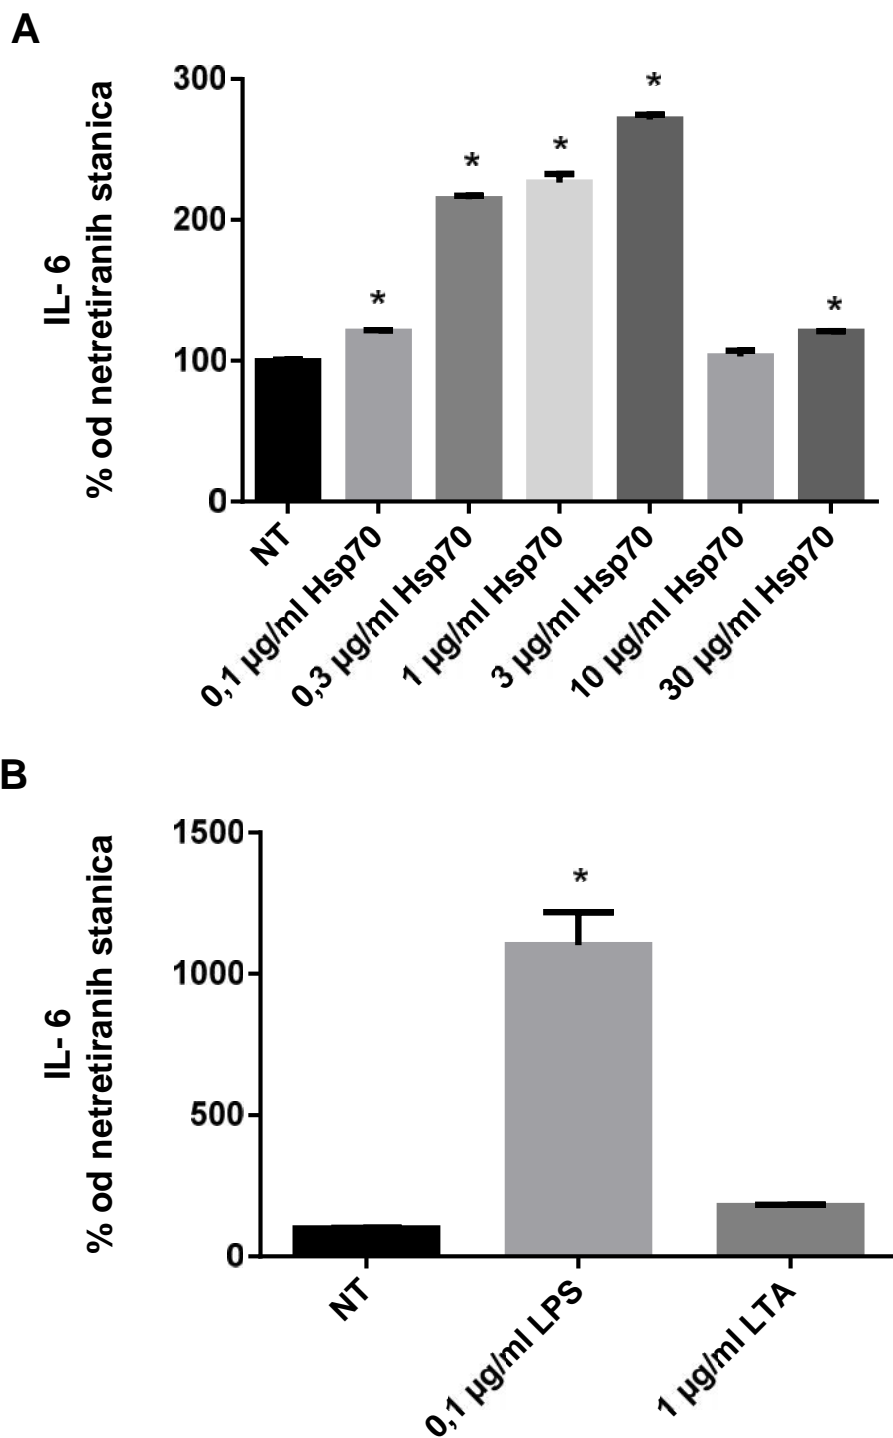 A
IL- 6
% od netretiranih stanica
300
200
100
0
*
*
*
*
*
NT
0,1 µg/ml Hsp70
0,3 µg/ml Hsp70
1 µg/ml Hsp70
3 µg/ml Hsp70
10 µg/ml Hsp70
30 µg/ml Hsp70
B
IL- 6
% od netretiranih stanica
1500
1000
500
0
*
NT
0,1 µg/ml LPS
1 µg/ml LTA